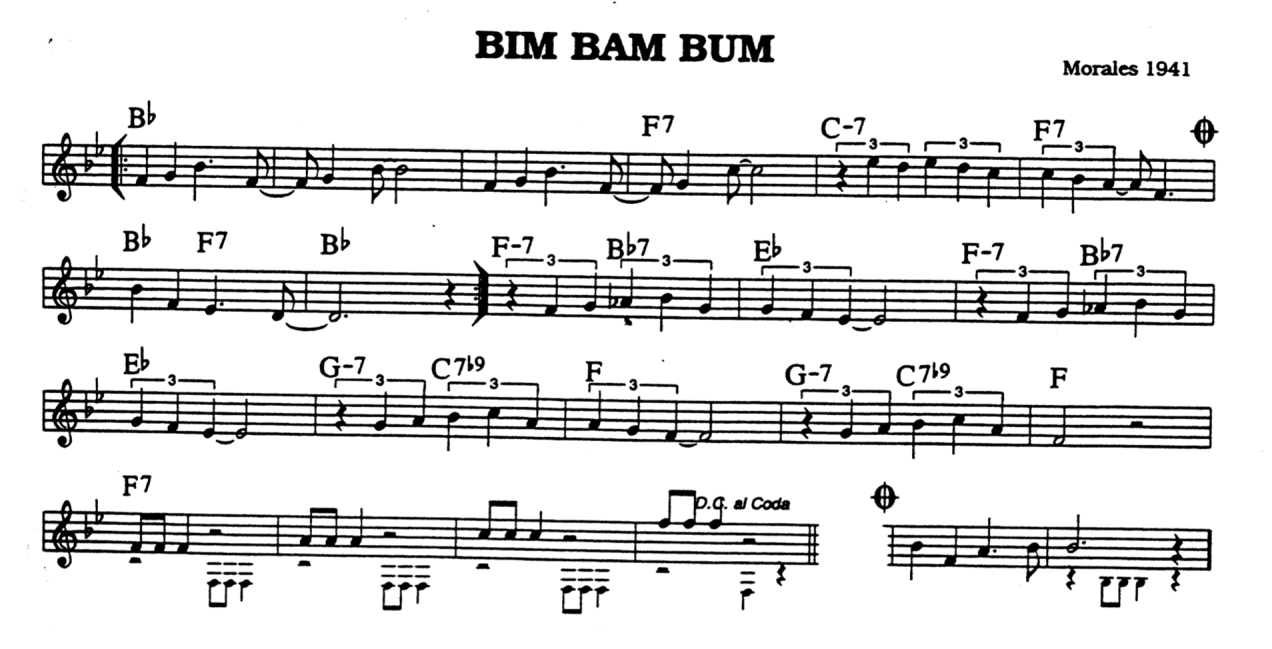 BIM BAM BUM
Morales 1941
B♭ F7 C-7 F7
3 3 3
B♭ F7 B♭ F-7 B♭7 E♭ F-7 B♭7
3 3 3 3 3
E♭ G-7 C7♭9 F G-7 C7♭9 F
3 3 3 3 3 3
F7
D.C. al Coda